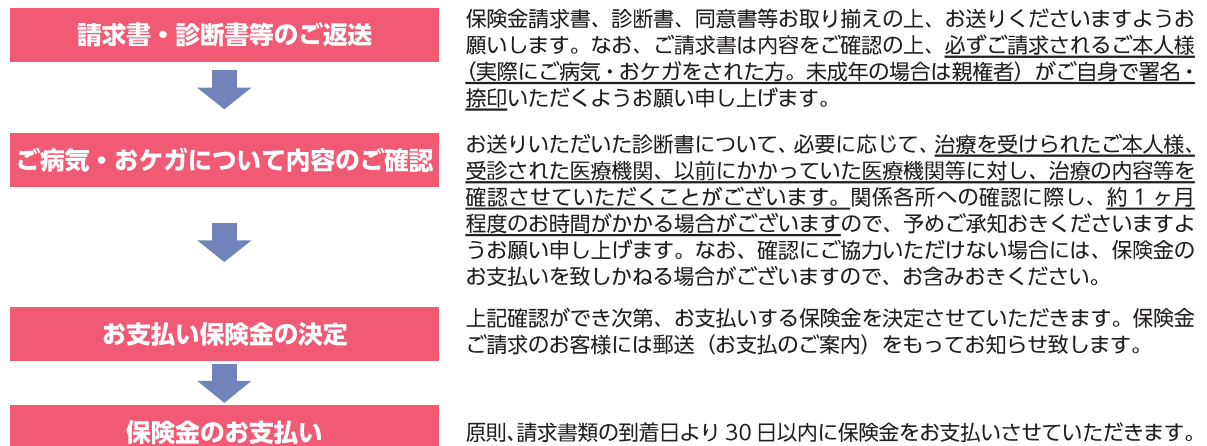 請求書・診断書等のご返送
保険金請求書、診断書、同意書等お取り揃えの上、お送りくださいますようお
願いします。なお、ご請求書は内容をご確認の上、必ずご請求されるご本人様
（実際にご病気・おケガをされた方。未成年の場合は親権者）がご自身で署名・
捺印いただくようお願い申し上げます。
ご病気・おケガについて内容のご確認
お送りいただいた診断書について、必要に応じて、治療を受けられたご本人様、
受診された医療機関、以前にかかっていた医療機関等に対し、治療の内容等を
確認させていただくことがございます。関係各所への確認に際し、約1ヶ月
程度のお時間がかかる場合がございますので、予めご承知おきくださいますよ
うお願い申し上げます。なお、確認にご協力いただけない場合には、保険金の
お支払いを致しかねる場合がございますので、お含みおきください。
お支払い保険金の決定
上記確認ができ次第、お支払いする保険金を決定させていただきます。保険金
ご請求のお客様には郵送（お支払のご案内）をもってお知らせ致します。
保険金のお支払い
原則、請求書類の到着日より30日以内に保険金をお支払いさせていただきます。